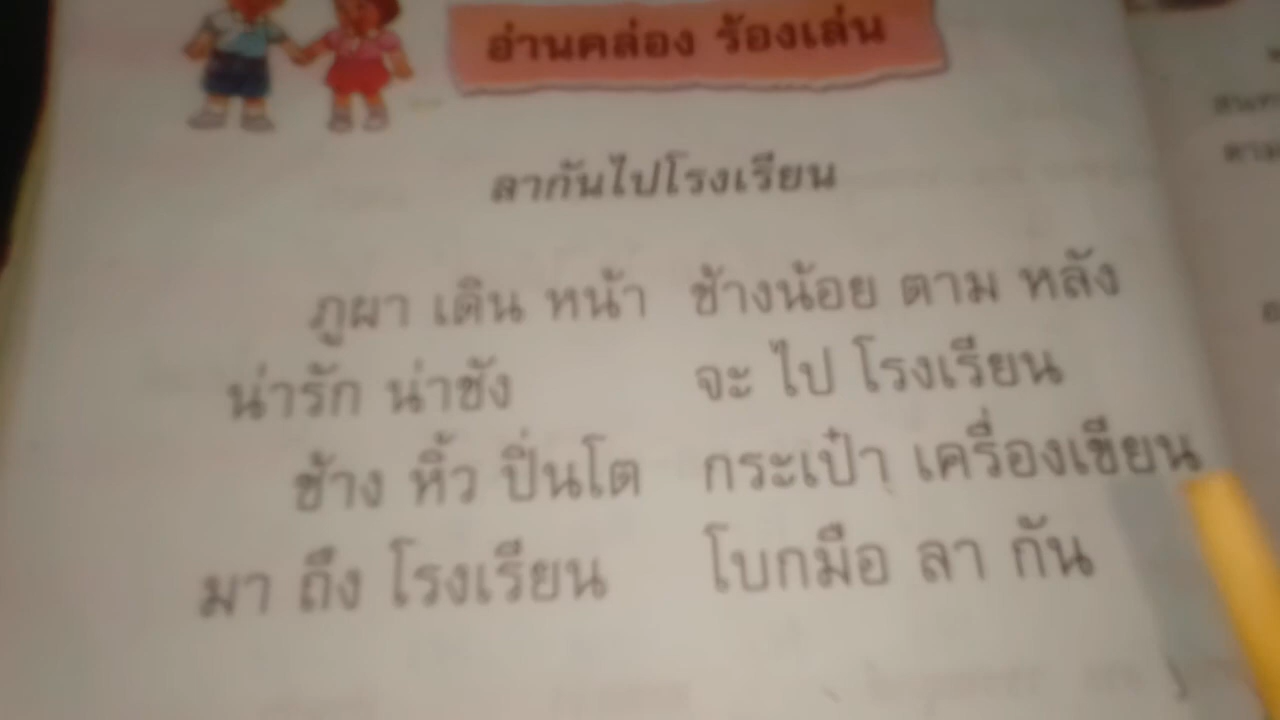 อ่านคล่อง ร้องเล่น
ลากันไปโรงเรียน
ภูผา เดิน หน้า ช้างน้อย ตาม หลัง
น่ารัก น่าชัง จะ ไป โรงเรียน
ช้าง หิ้ว ปิ่นโต กระเป๋า เครื่องเขียน
มา ถึง โรงเรียน โบกมือ ลา กัน